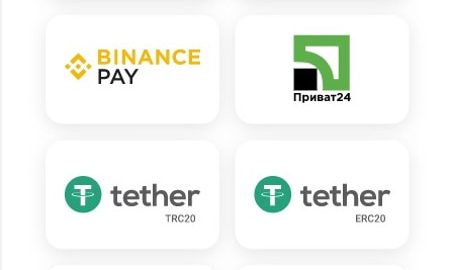 BINANCE
PAY
Приват24
tether
TRC20
tether
ERC20